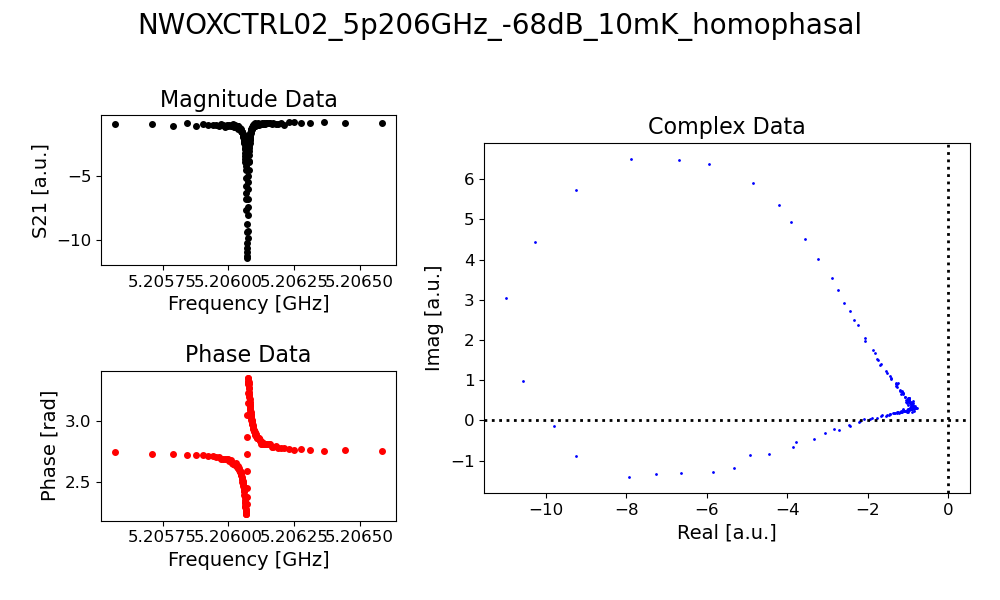 NWOXCTRL02_5p206GHz_-68dB_10mK_homophasal
Magnitude Data
S21 [a.u.]
−5
−10
5.20575 5.20600 5.20625 5.20650
Frequency [GHz]
Phase Data
Phase [rad]
3.0
2.5
5.20575 5.20600 5.20625 5.20650
Frequency [GHz]
Complex Data
Imag [a.u.]
6
5
4
3
2
1
0
−1
−10 −8 −6 −4 −2 0
Real [a.u.]